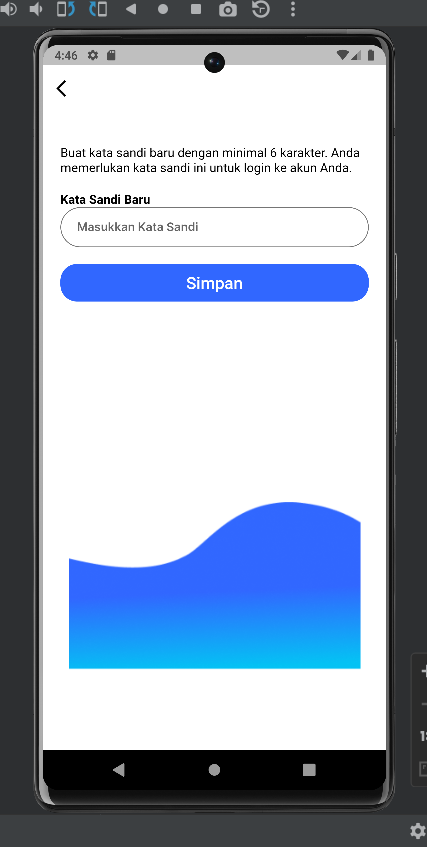 4:46
Buat kata sandi baru dengan minimal 6 karakter. Anda
memerlukan kata sandi ini untuk login ke akun Anda.
Kata Sandi Baru
Masukkan Kata Sandi
Simpan